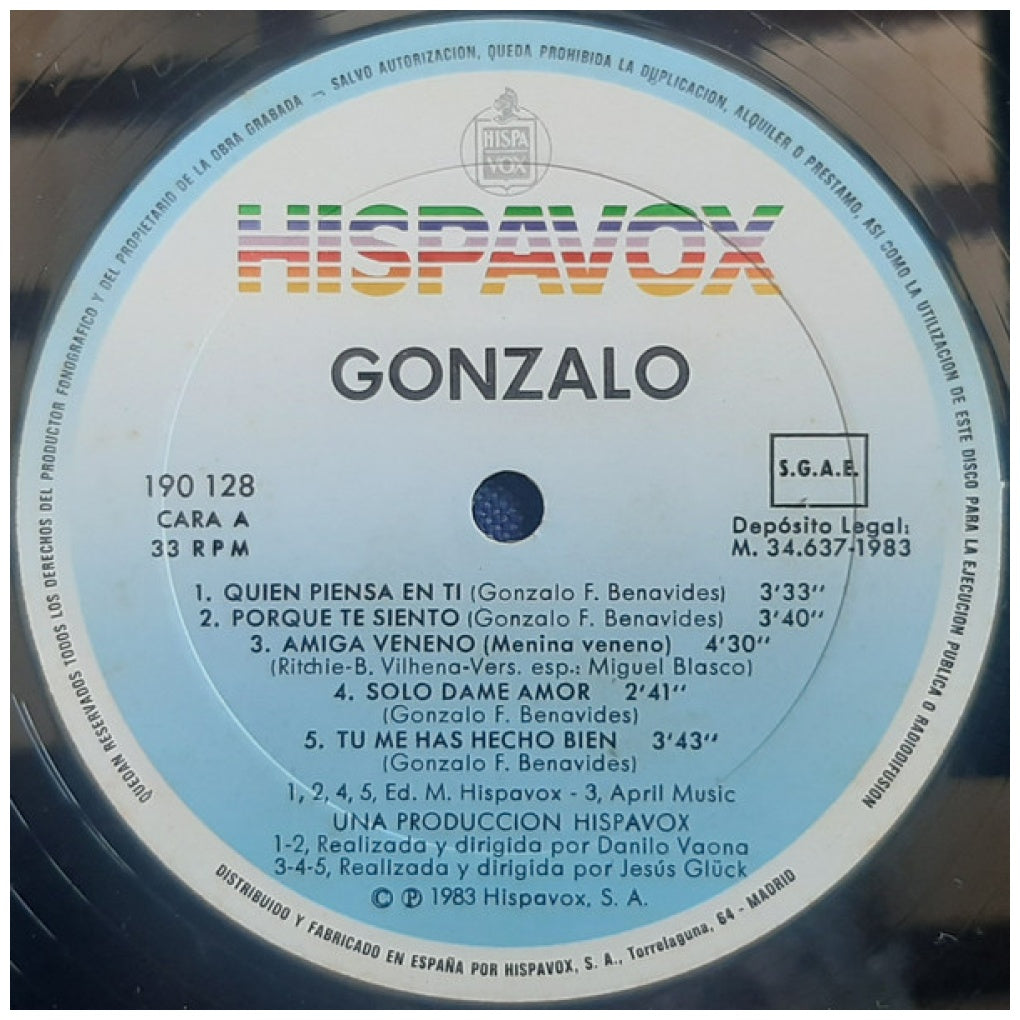 QUEDAN RESERVADOS TODOS LOS DERECHOS DEL PRODUCTOR FONOGRAFICO Y DEL PROPIETARIO DE LA OBRA GRABADA - SALVO AUTORIZACION, QUEDA PROHIBIDA LA DUPLICACION, ALQUILER O PRESTAMO, ASI COMO LA UTILIZACION DE ESTE DISCO PARA LA EJECUCION PUBLICA O RADIODIFUSION
HISPA
VOX
HISPAVOX
GONZALO
S.G.A.E.
190 128
CARA A
33 RPM
Depósito Legal:
M. 34.637-1983
1. QUIEN PIENSA EN TI (Gonzalo F. Benavides) 3'33''
2. PORQUE TE SIENTO (Gonzalo F. Benavides) 3'40''
3. AMIGA VENENO (Menina veneno) 4'30''
(Ritchie-B. Vilhena-Vers. esp.: Miguel Blasco)
4. SOLO DAME AMOR 2'41''
(Gonzalo F. Benavides)
5. TU ME HAS HECHO BIEN 3'43''
(Gonzalo F. Benavides)
1, 2, 4, 5, Ed. M. Hispavox - 3, April Music
UNA PRODUCCION HISPAVOX
1-2, Realizada y dirigida por Danilo Vaona
3-4-5, Realizada y dirigida por Jesús Glück
© ℗ 1983 Hispavox, S. A.
DISTRIBUIDO Y FABRICADO EN ESPAÑA POR HISPAVOX, S. A., Torrelaguna, 64 - MADRID